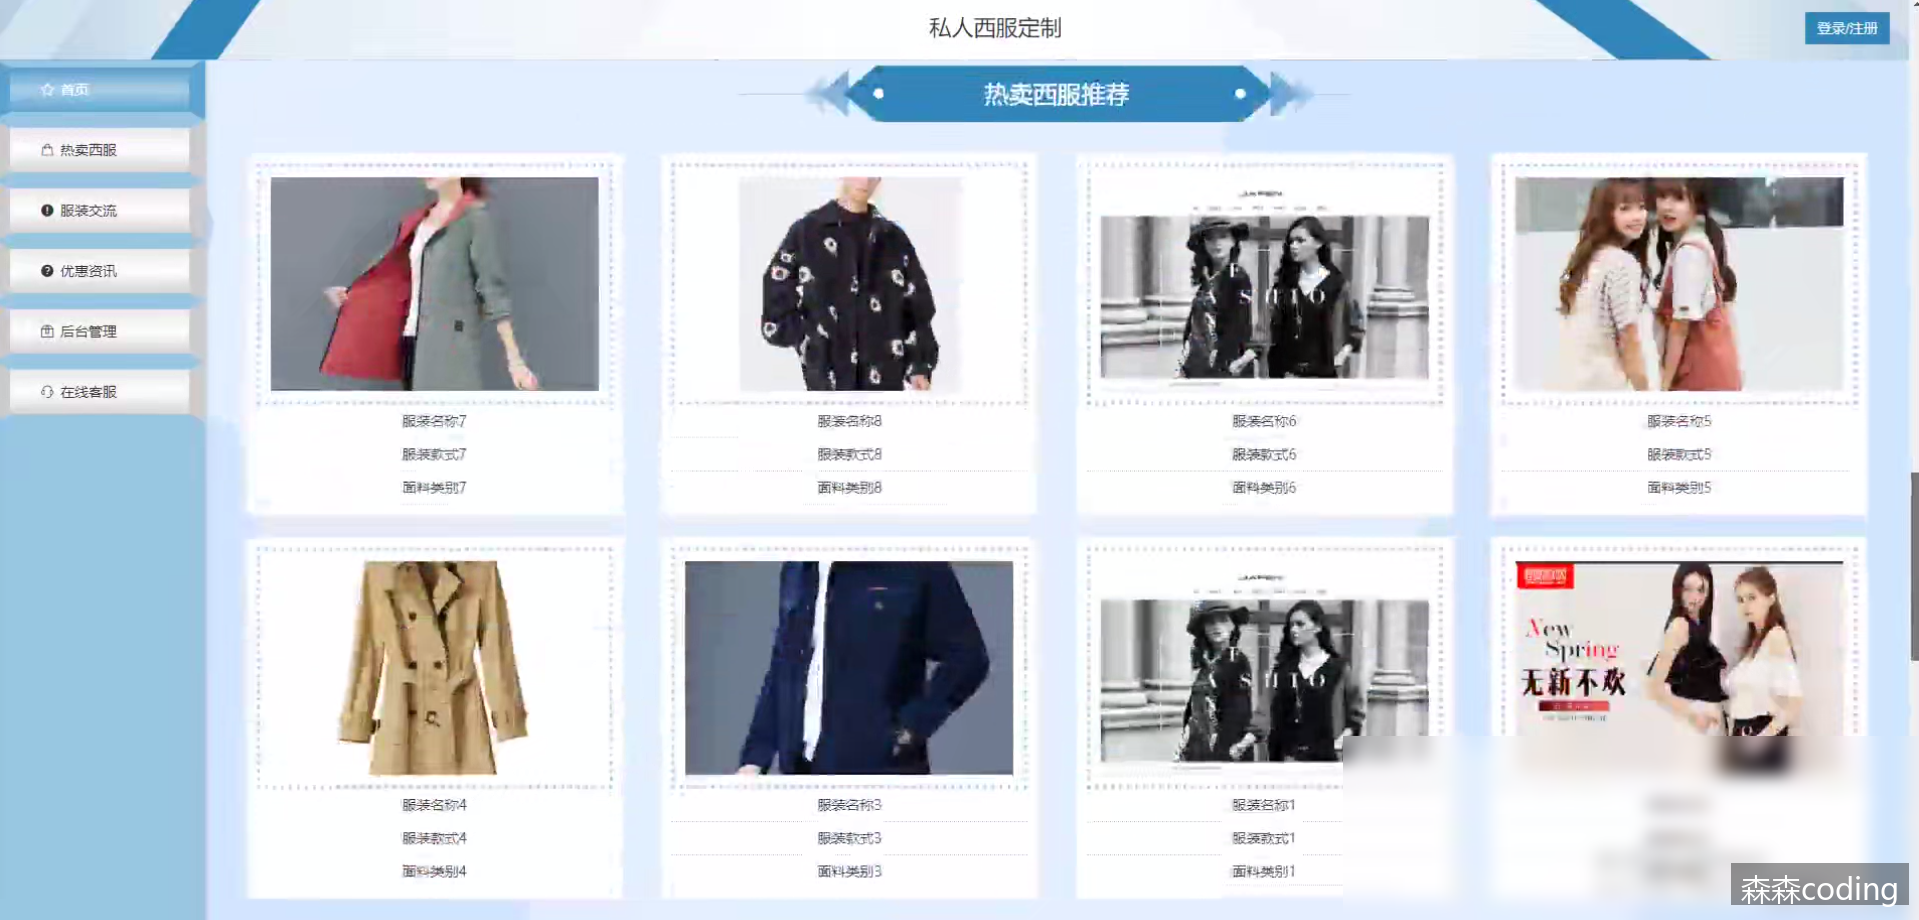 私人西服定制
登录/注册
首页
热卖西服
服装交流
优惠资讯
后台管理
在线客服
热卖西服推荐
服装名称7
服装款式7
面料类别7
服装名称8
服装款式8
面料类别8
服装名称6
服装款式6
面料类别6
服装名称5
服装款式5
面料类别5
服装名称4
服装款式4
面料类别4
服装名称3
服装款式3
面料类别3
服装名称1
服装款式1
面料类别1
New
Spring
无新不欢
森森coding